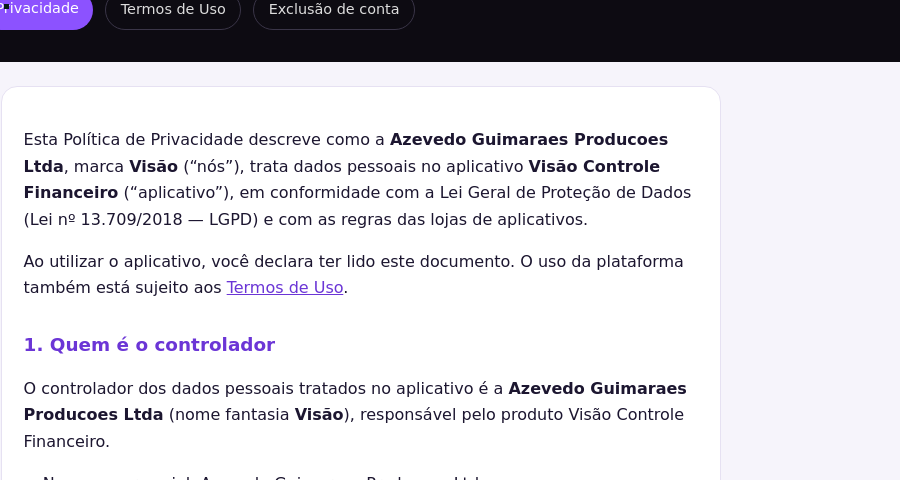 Privacidade Termos de Uso Exclusão de conta
Esta Política de Privacidade descreve como a Azevedo Guimaraes Producoes
Ltda, marca Visão (“nós”), trata dados pessoais no aplicativo Visão Controle
Financeiro (“aplicativo”), em conformidade com a Lei Geral de Proteção de Dados
(Lei nº 13.709/2018 — LGPD) e com as regras das lojas de aplicativos.
Ao utilizar o aplicativo, você declara ter lido este documento. O uso da plataforma
também está sujeito aos Termos de Uso.
1. Quem é o controlador
O controlador dos dados pessoais tratados no aplicativo é a Azevedo Guimaraes
Producoes Ltda (nome fantasia Visão), responsável pelo produto Visão Controle
Financeiro.